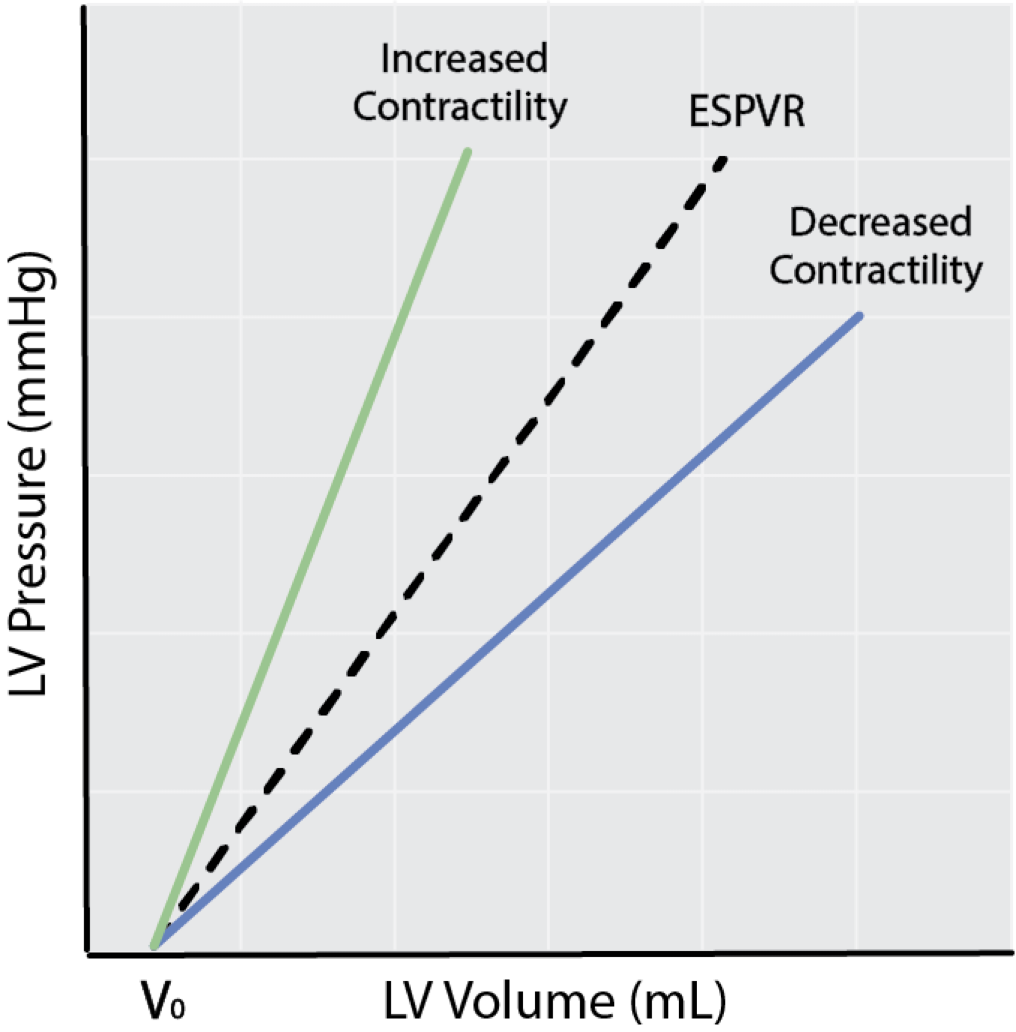 Increased
Contractility
ESPVR
Decreased
Contractility
LV Pressure (mmHg)
V₀
LV Volume (mL)